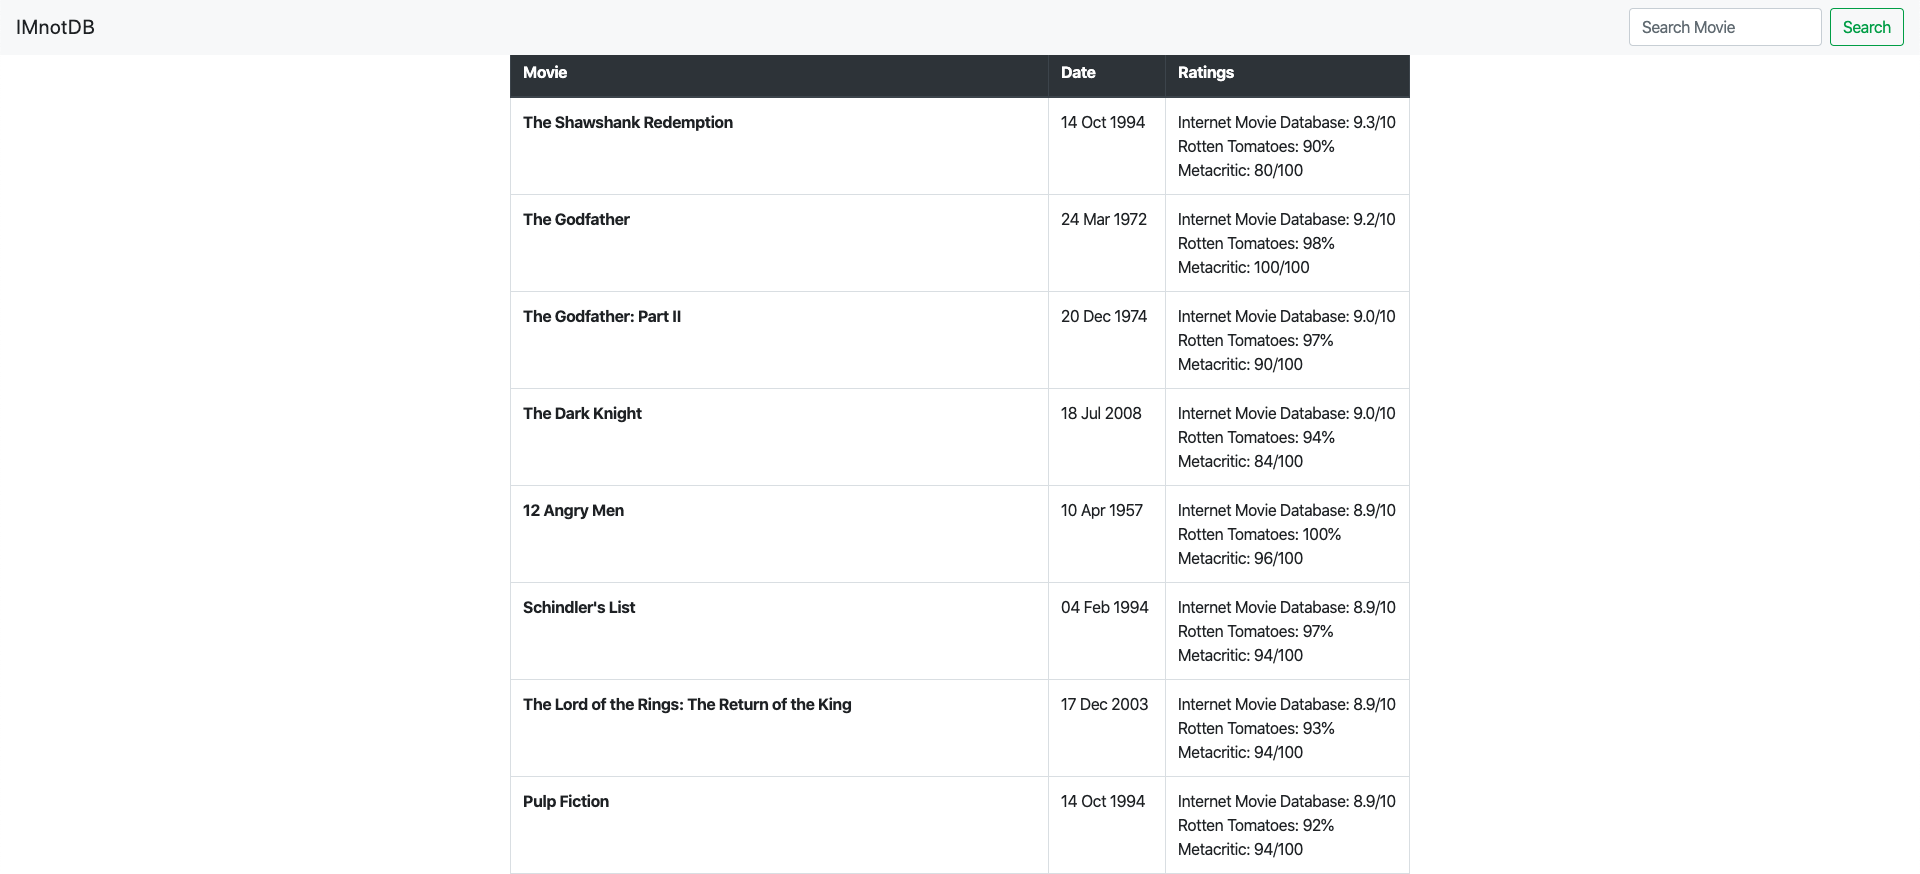 IMnotDB
Search Movie Search
Movie Date Ratings
The Shawshank Redemption 14 Oct 1994 Internet Movie Database: 9.3/10
Rotten Tomatoes: 90%
Metacritic: 80/100
The Godfather 24 Mar 1972 Internet Movie Database: 9.2/10
Rotten Tomatoes: 98%
Metacritic: 100/100
The Godfather: Part II 20 Dec 1974 Internet Movie Database: 9.0/10
Rotten Tomatoes: 97%
Metacritic: 90/100
The Dark Knight 18 Jul 2008 Internet Movie Database: 9.0/10
Rotten Tomatoes: 94%
Metacritic: 84/100
12 Angry Men 10 Apr 1957 Internet Movie Database: 8.9/10
Rotten Tomatoes: 100%
Metacritic: 96/100
Schindler's List 04 Feb 1994 Internet Movie Database: 8.9/10
Rotten Tomatoes: 97%
Metacritic: 94/100
The Lord of the Rings: The Return of the King 17 Dec 2003 Internet Movie Database: 8.9/10
Rotten Tomatoes: 93%
Metacritic: 94/100
Pulp Fiction 14 Oct 1994 Internet Movie Database: 8.9/10
Rotten Tomatoes: 92%
Metacritic: 94/100